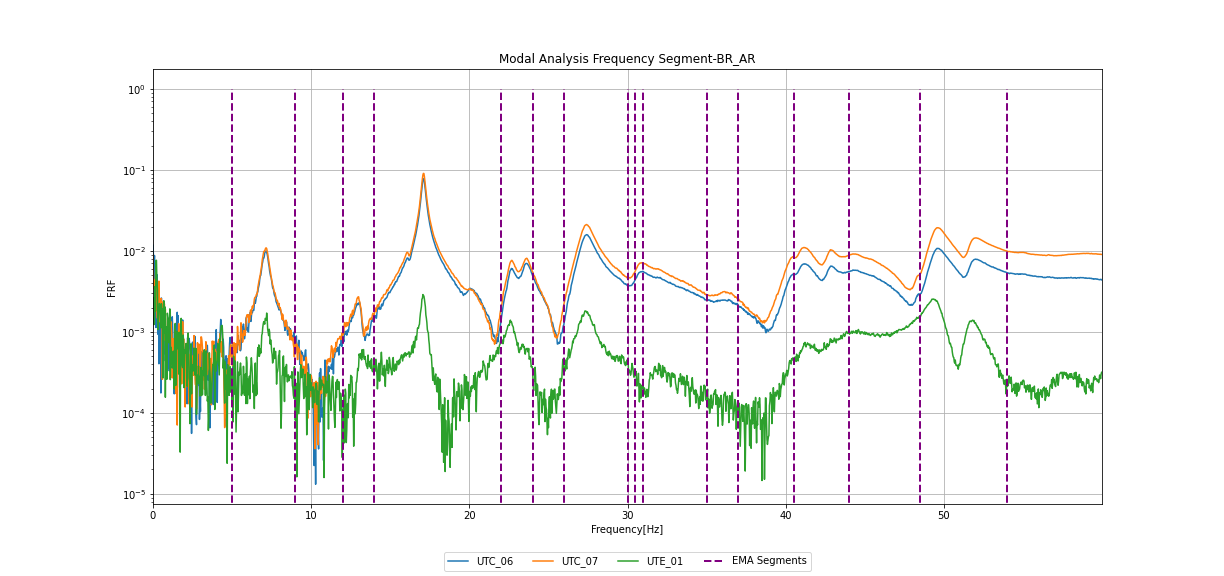 Modal Analysis Frequency Segment-BR_AR
FRF
10⁰
10⁻¹
10⁻²
10⁻³
10⁻⁴
10⁻⁵
0 10 20 30 40 50
Frequency[Hz]
UTC_06 UTC_07 UTE_01 EMA Segments